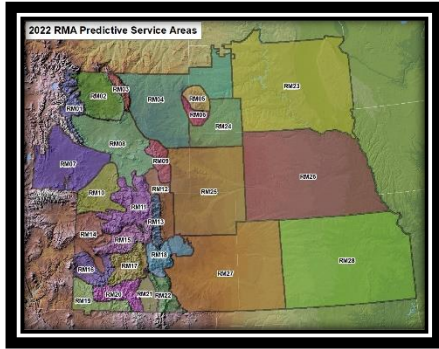 2022 RMA Predictive Service Areas
RM23
RM02
RM03
RM04
RM05
RM01
RM06
RM24
RM08
RM07
RM09
RM26
RM12
RM25
RM10
RM11
RM13
RM14
RM15
RM18
RM17
RM16
RM28
RM27
RM20
RM21
RM22
RM19